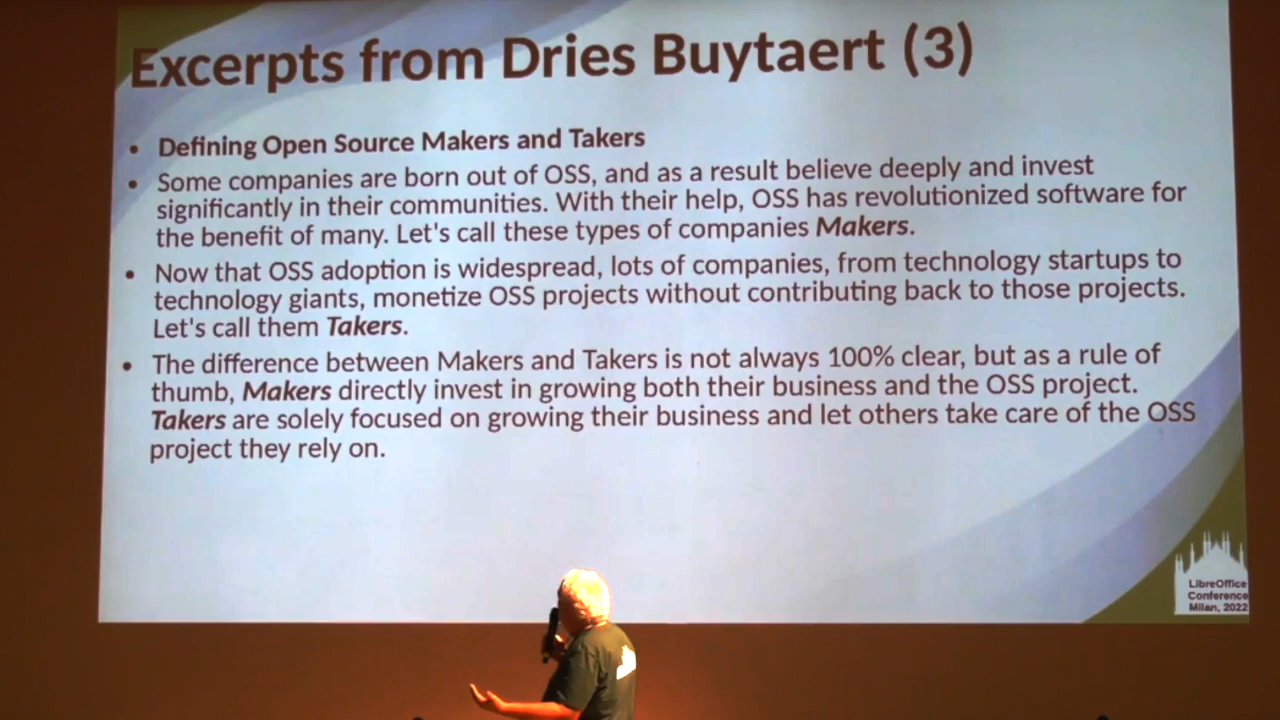 Excerpts from Dries Buytaert (3)
• Defining Open Source Makers and Takers
• Some companies are born out of OSS, and as a result believe deeply and invest
significantly in their communities. With their help, OSS has revolutionized software for
the benefit of many. Let's call these types of companies Makers.
• Now that OSS adoption is widespread, lots of companies, from technology startups to
technology giants, monetize OSS projects without contributing back to those projects.
Let's call them Takers.
• The difference between Makers and Takers is not always 100% clear, but as a rule of
thumb, Makers directly invest in growing both their business and the OSS project.
Takers are solely focused on growing their business and let others take care of the OSS
project they rely on.
LibreOffice
Conference
Milan, 2022